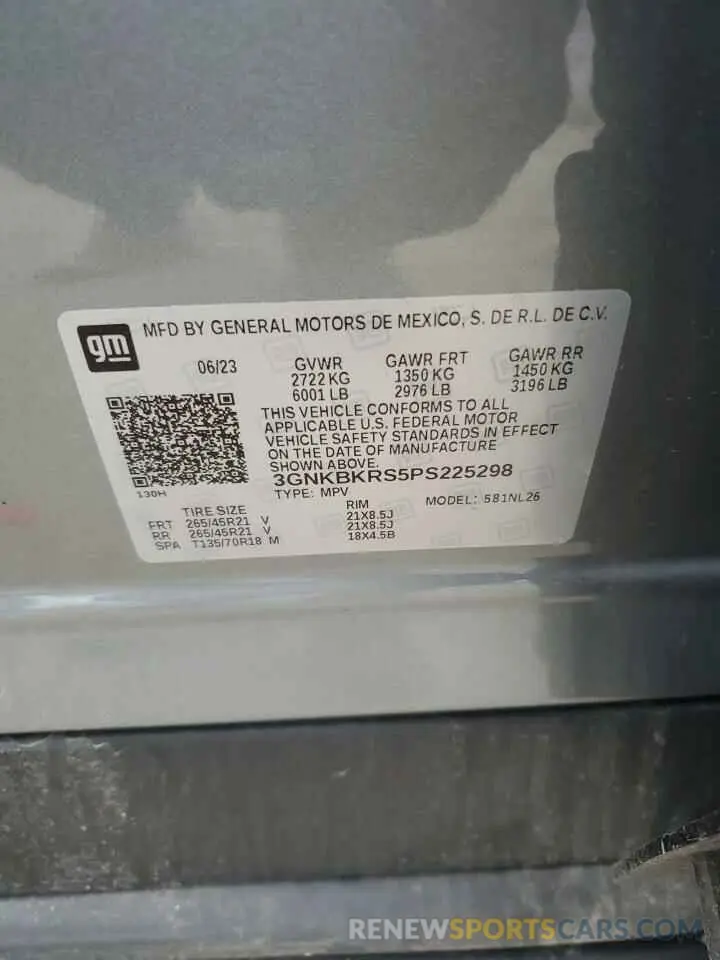 gm MFD BY GENERAL MOTORS DE MEXICO, S. DE R.L. DE C.V.
06/23 GVWR GAWR FRT GAWR RR
2722 KG 1350 KG 1450 KG
6001 LB 2976 LB 3196 LB
THIS VEHICLE CONFORMS TO ALL
APPLICABLE U.S. FEDERAL MOTOR
VEHICLE SAFETY STANDARDS IN EFFECT
ON THE DATE OF MANUFACTURE
SHOWN ABOVE.
3GNKBKRS5PS225298
130H TYPE: MPV MODEL: 581NL26
TIRE SIZE RIM
FRT 265/45R21 V 21X8.5J
RR 265/45R21 V 21X8.5J
SPA T135/70R18 M 18X4.5B
RENEWSPORTSCARS.COM